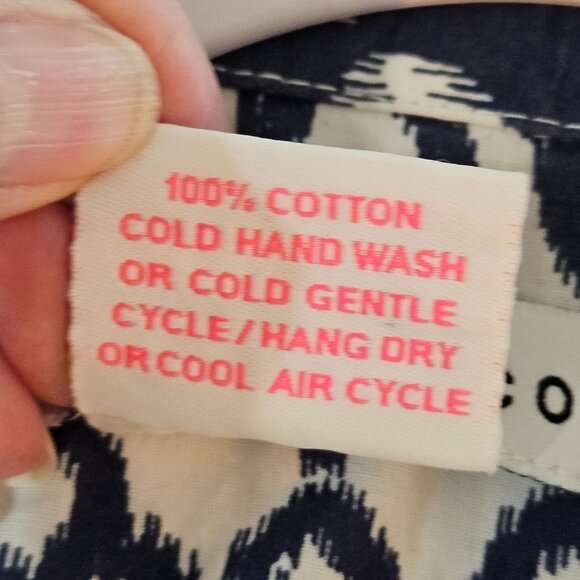 100% COTTON
COLD HAND WASH
OR COLD GENTLE
CYCLE/HANG DRY
OR COOL AIR CYCLE